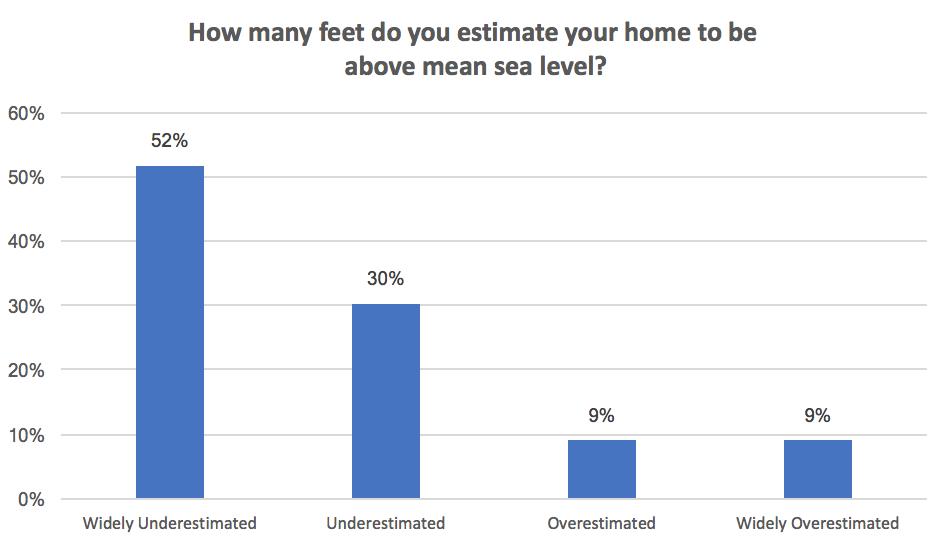 How many feet do you estimate your home to be
above mean sea level?
60%
52%
50%
40%
30%
30%
20%
9%
9%
10%
0%
Widely Underestimated
Underestimated
Overestimated
Widely Overestimated